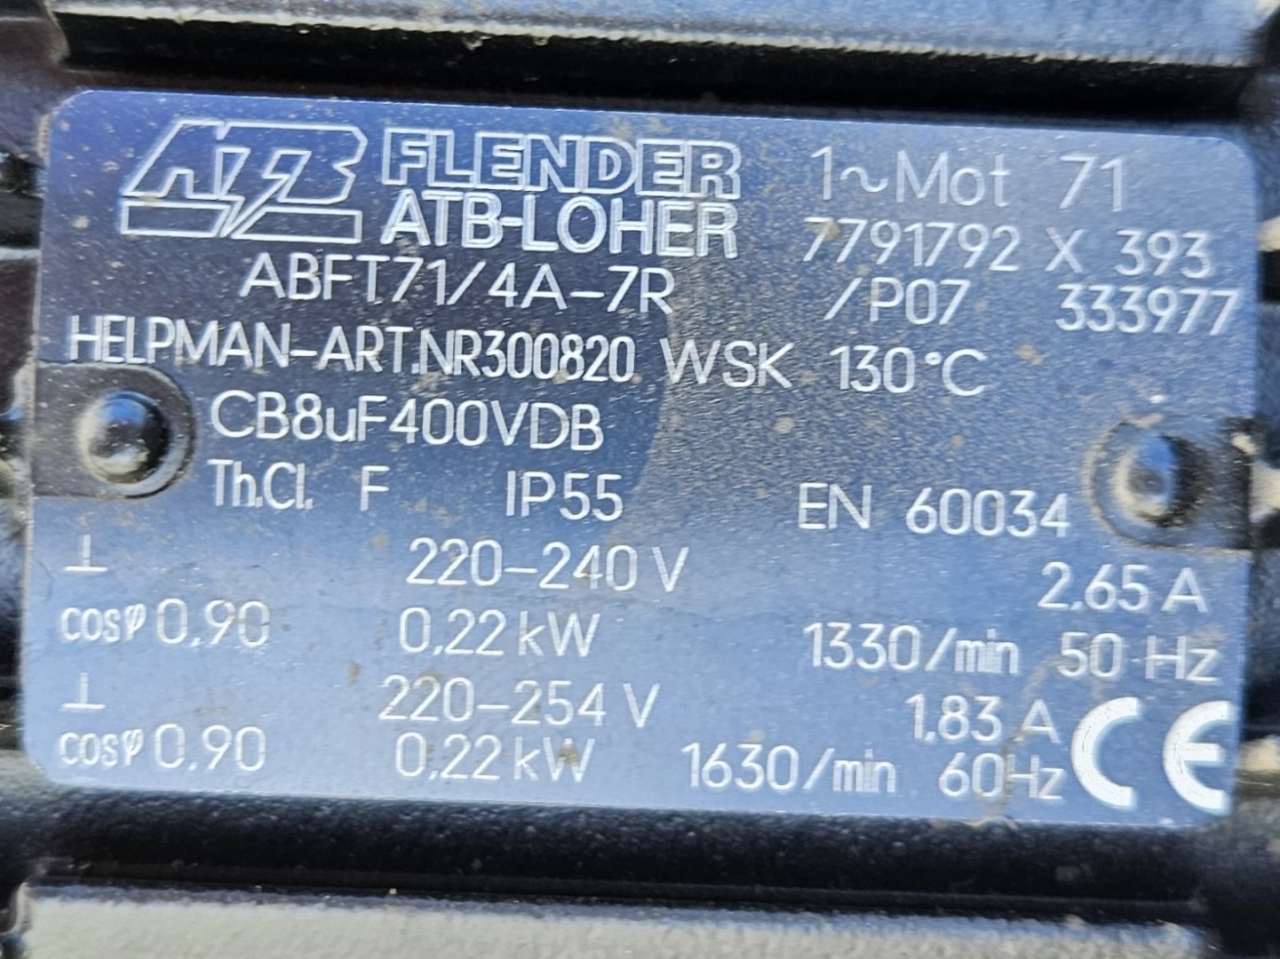 ATB FLENDER ATB-LOHER 1~Mot 71
7791792 X 393
ABFT71/4A-7R /P07 333977
HELPMAN-ART.NR300820 WSK 130°C
CB8uF400VDB
Th.Cl. F IP55 EN 60034
⊥ 220-240 V 2.65 A
cosφ 0,90 0,22 kW 1330/min 50 Hz
⊥ 220-254 V 1,83 A
cosφ 0,90 0,22 kW 1630/min 60Hz CE